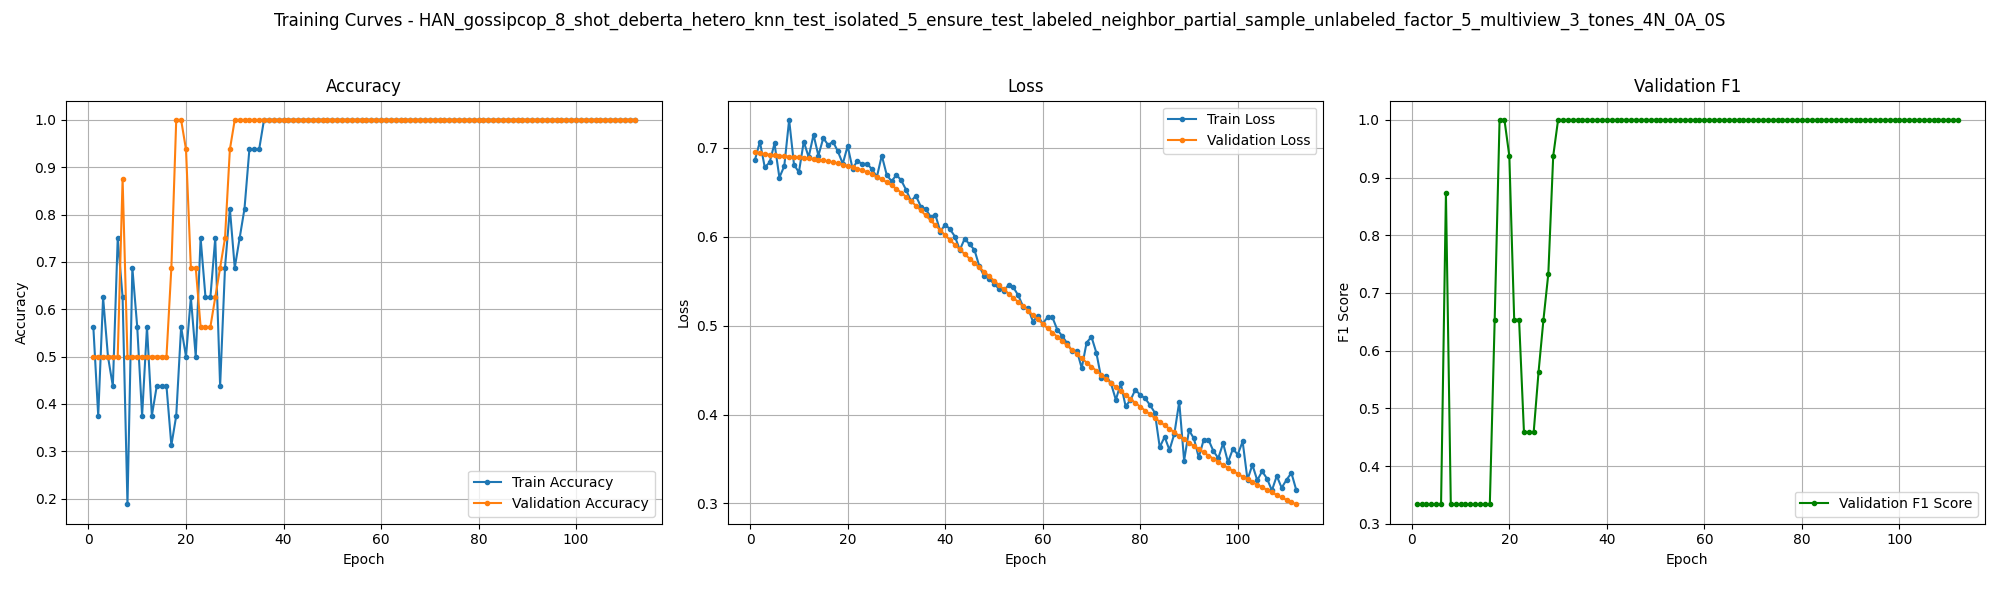 Training Curves - HAN_gossipcop_8_shot_deberta_hetero_knn_test_isolated_5_ensure_test_labeled_neighbor_partial_sample_unlabeled_factor_5_multiview_3_tones_4N_0A_0S
Accuracy
Accuracy
1.0
0.9
0.8
0.7
0.6
0.5
0.4
0.3
0.2
Train Accuracy
Validation Accuracy
0 20 40 60 80 100
Epoch
Loss
Loss
0.7
0.6
0.5
0.4
0.3
Train Loss
Validation Loss
0 20 40 60 80 100
Epoch
Validation F1
F1 Score
1.0
0.9
0.8
0.7
0.6
0.5
0.4
0.3
Validation F1 Score
0 20 40 60 80 100
Epoch